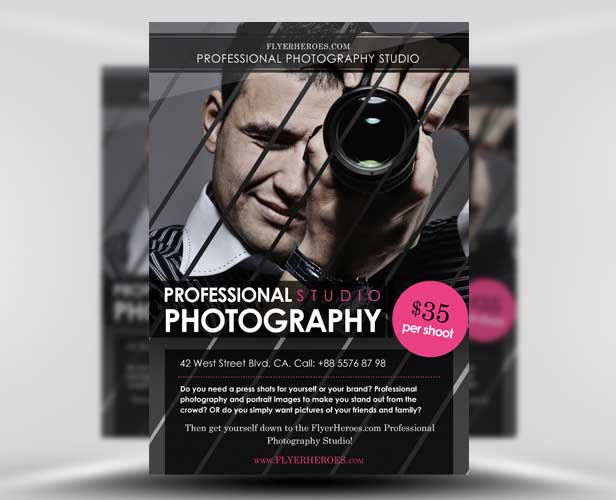 FLYERHEROES.COM
PROFESSIONAL PHOTOGRAPHY STUDIO
PROFESSIONAL STUDIO
PHOTOGRAPHY
$35
per shoot
42 West Street Blvd, CA. Call: +88 5576 87 98
Do you need a press shots for yourself or your brand? Professional
photography and portrait images to make you stand out from the
crowd? OR do you simply want pictures of your friends and family?
Then get yourself down to the FlyerHeroes.com Professional
Photography Studio!
WWW.FLYERHEROES.COM